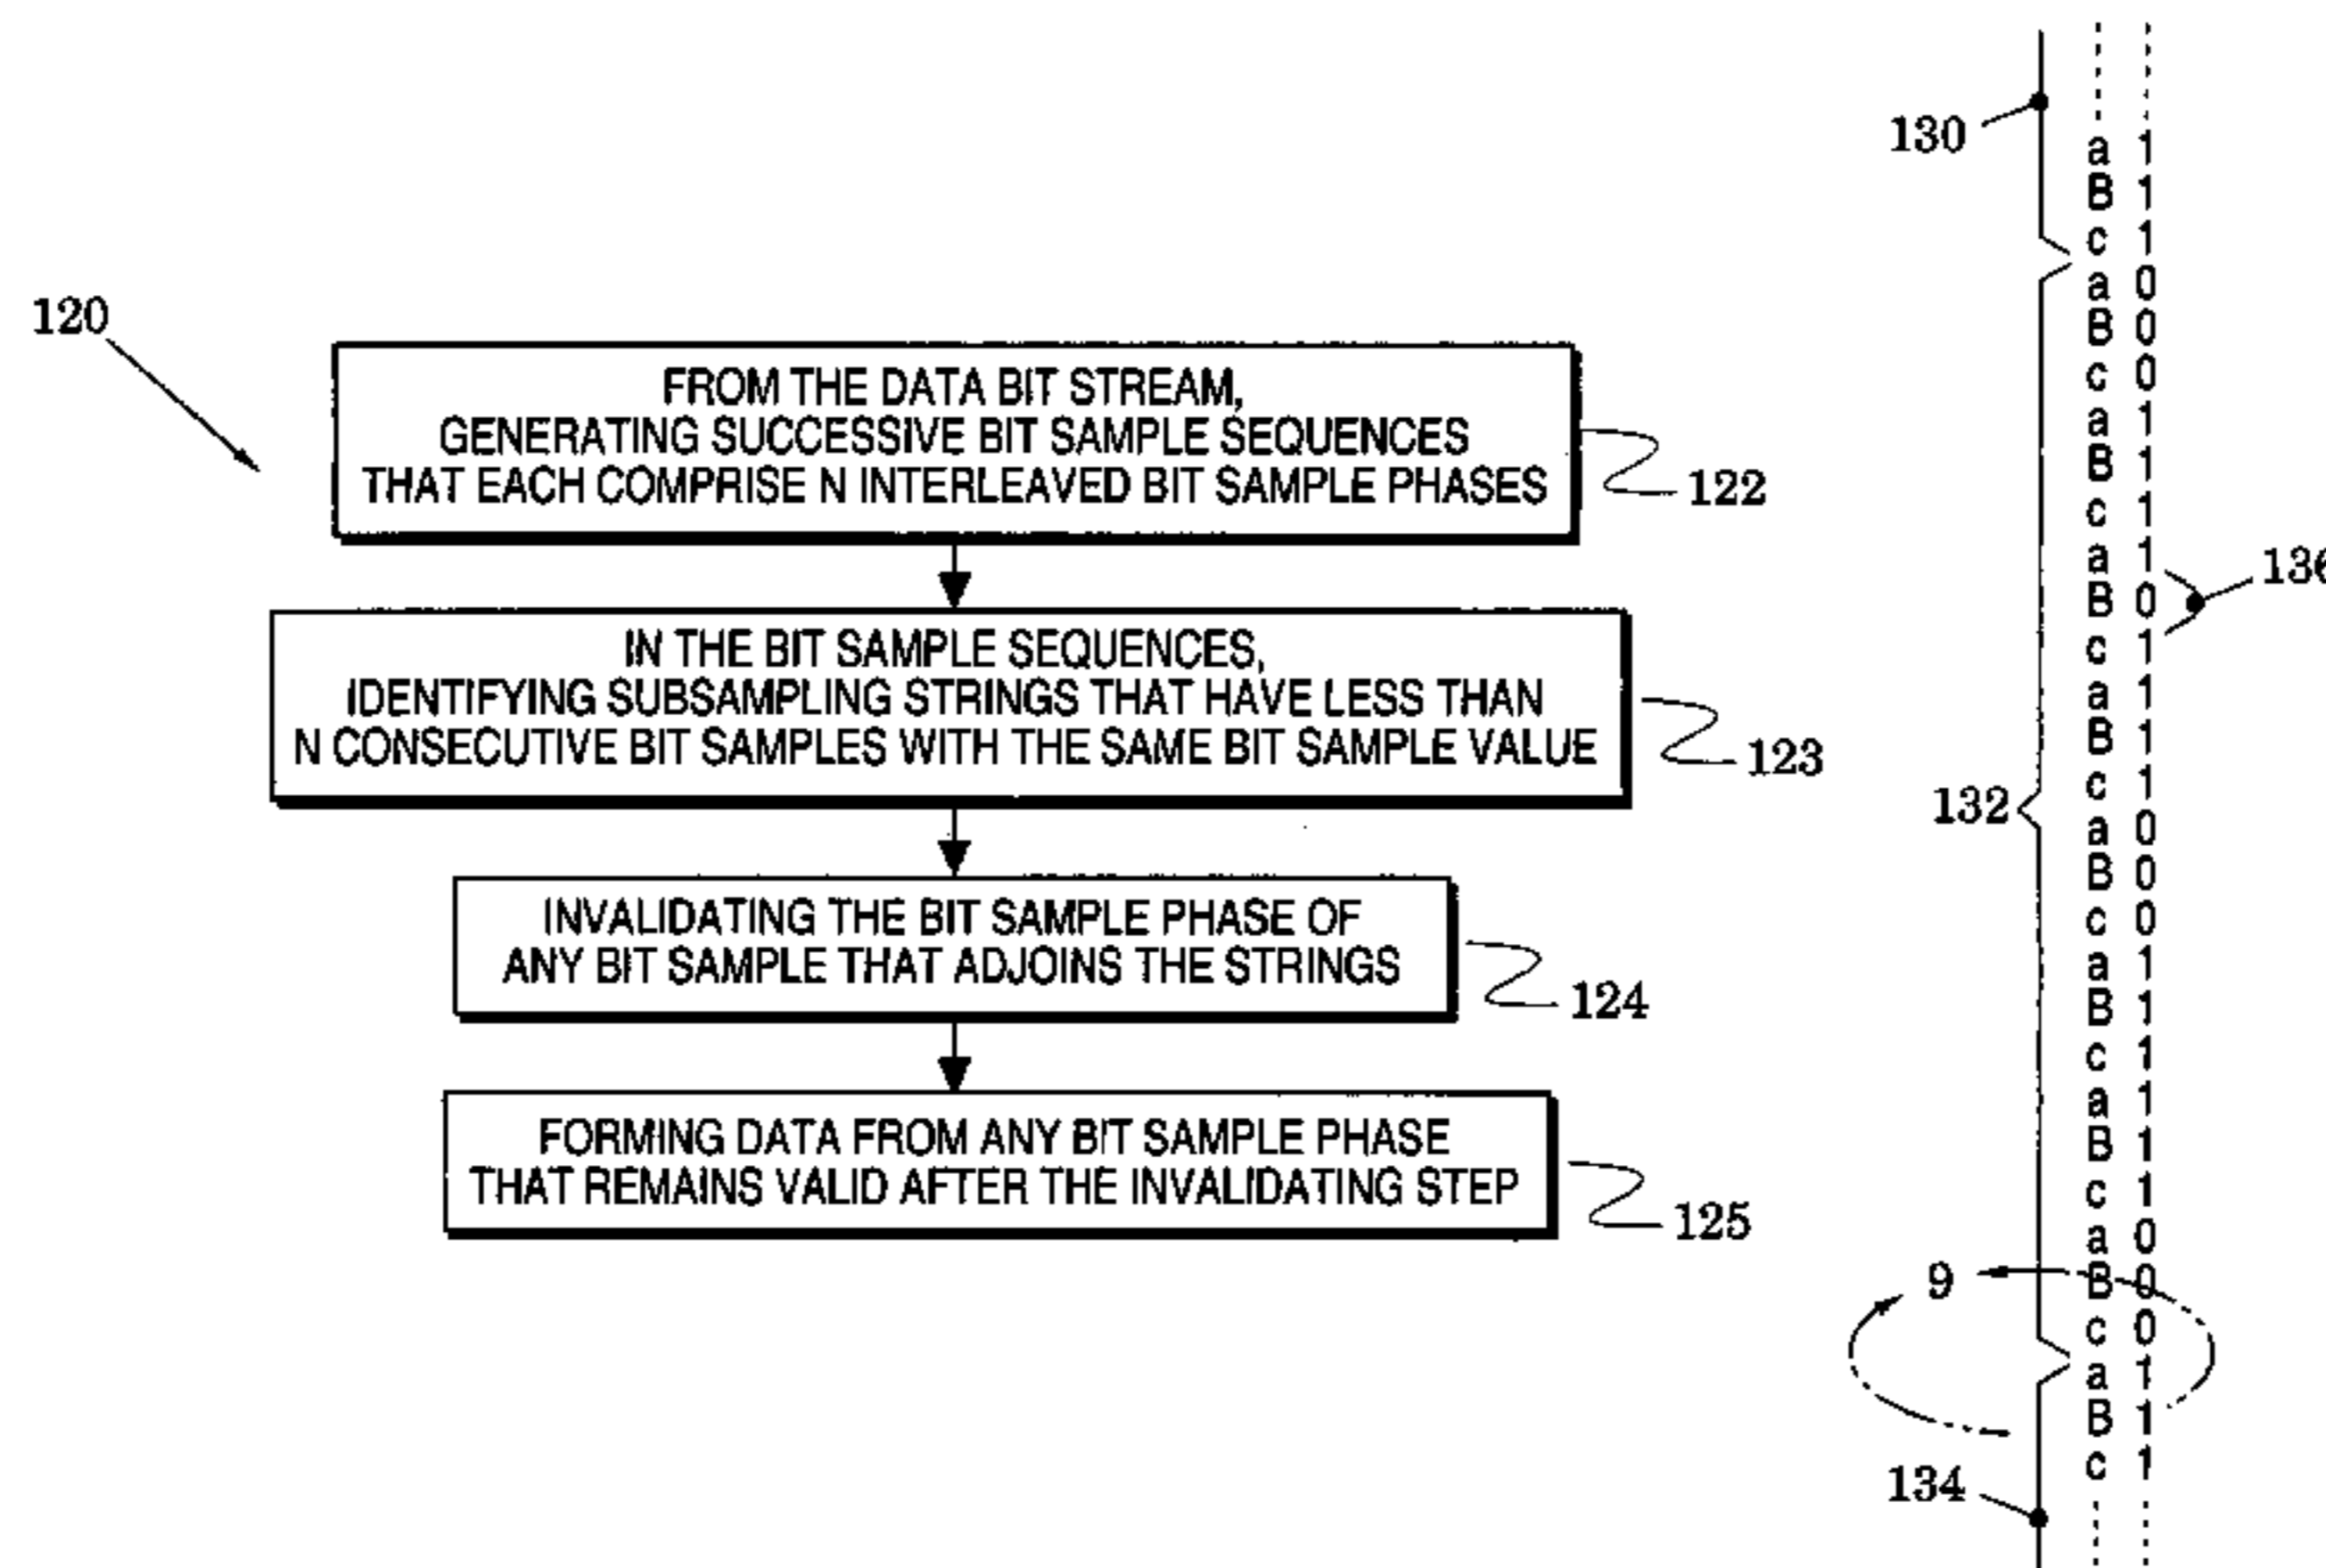 120
FROM THE DATA BIT STREAM,
GENERATING SUCCESSIVE BIT SAMPLE SEQUENCES
THAT EACH COMPRISE N INTERLEAVED BIT SAMPLE PHASES
122
IN THE BIT SAMPLE SEQUENCES,
IDENTIFYING SUBSAMPLING STRINGS THAT HAVE LESS THAN
N CONSECUTIVE BIT SAMPLES WITH THE SAME BIT SAMPLE VALUE
123
INVALIDATING THE BIT SAMPLE PHASE OF
ANY BIT SAMPLE THAT ADJOINS THE STRINGS
124
FORMING DATA FROM ANY BIT SAMPLE PHASE
THAT REMAINS VALID AFTER THE INVALIDATING STEP
125
130
a 1
B 1
c 1
a 0
B 0
c 0
a 1
B 1
c 1
a 1
B 0
136
c 1
a 1
B 1
c 1
132
a 0
B 0
c 0
a 1
B 1
c 1
a 1
B 1
c 1
a 0
9
B 0
c 0
a 1
B 1
c 1
134